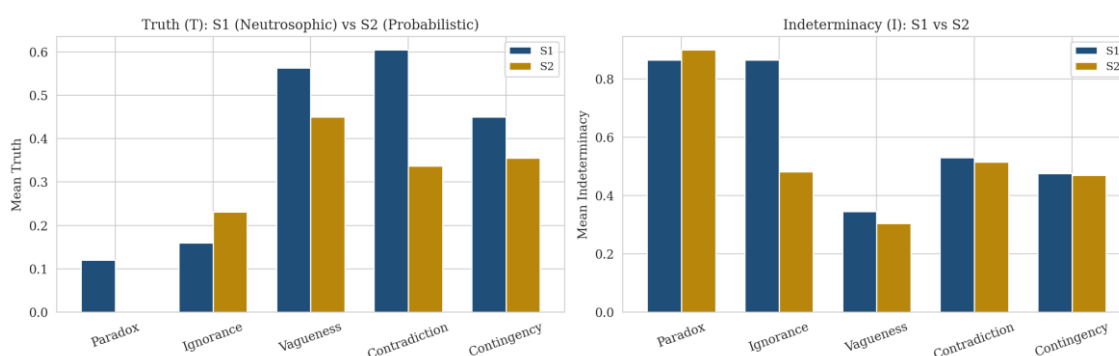 Truth (T): S1 (Neutrosophic) vs S2 (Probabilistic)
S1
S2
Mean Truth
0.6
0.5
0.4
0.3
0.2
0.1
0.0
Paradox
Ignorance
Vagueness
Contradiction
Contingency
Indeterminacy (I): S1 vs S2
S1
S2
Mean Indeterminacy
0.8
0.6
0.4
0.2
0.0
Paradox
Ignorance
Vagueness
Contradiction
Contingency